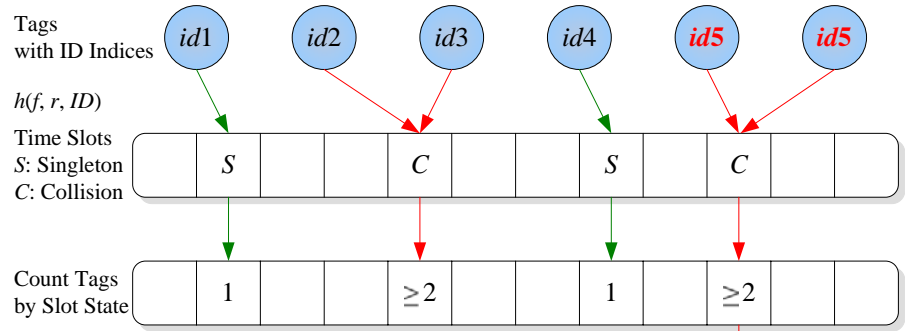 Tags
with ID Indices
id1 id2 id3 id4 id5 id5
h(f, r, ID)
Time Slots
S: Singleton
C: Collision
S C S C
Count Tags
by Slot State
1 ≥2 1 ≥2